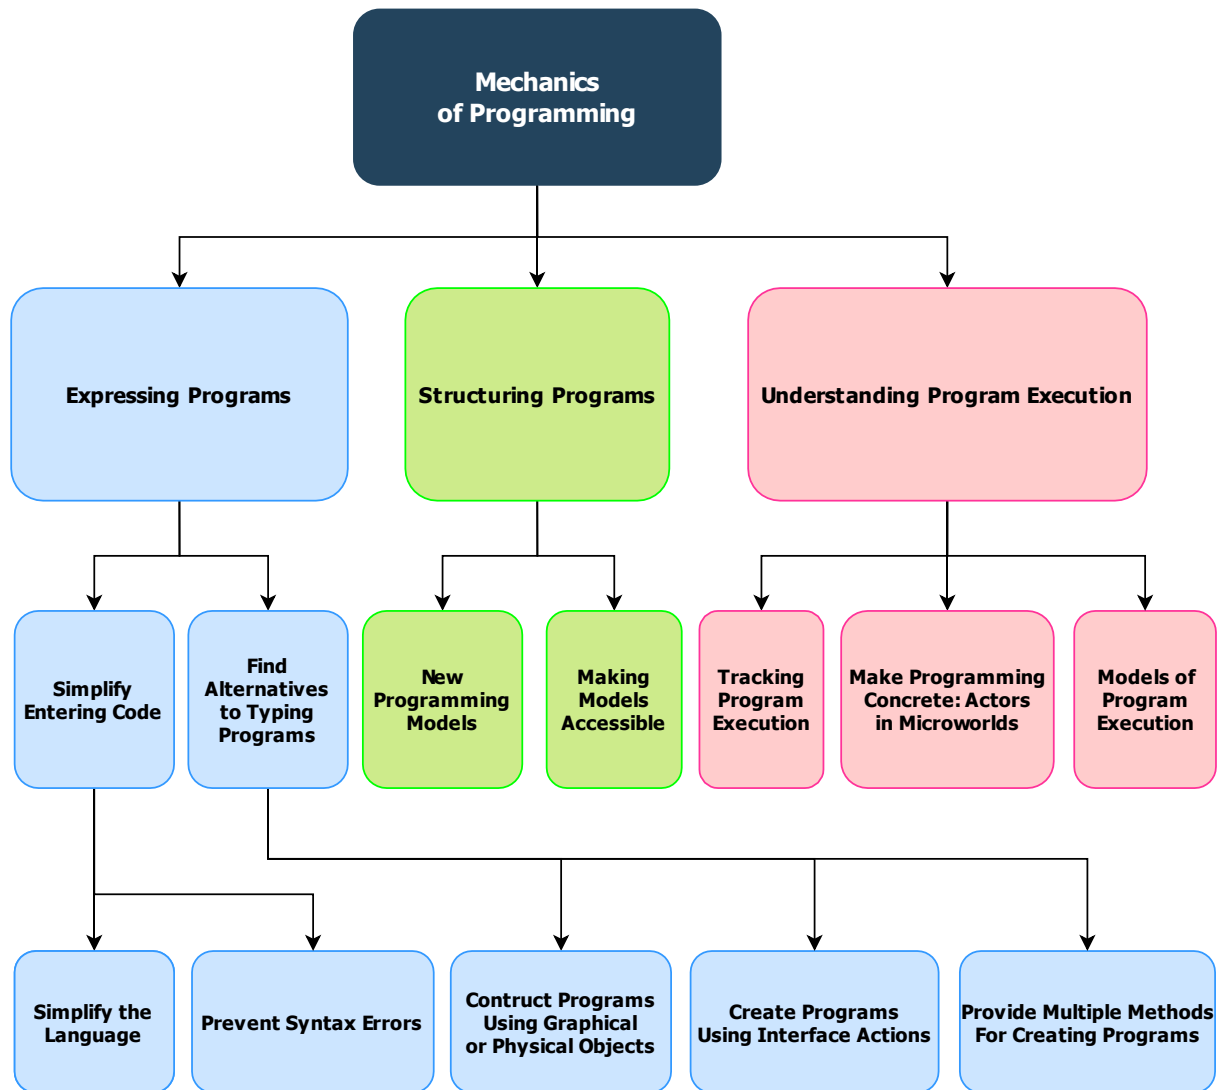 Mechanics
of Programming
Expressing Programs
Structuring Programs
Understanding Program Execution
Simplify
Entering Code
Find
Alternatives
to Typing
Programs
New
Programming
Models
Making
Models
Accessible
Tracking
Program
Execution
Make Programming
Concrete: Actors
in Microworlds
Models of
Program
Execution
Simplify the
Language
Prevent Syntax Errors
Contruct Programs
Using Graphical
or Physical Objects
Create Programs
Using Interface Actions
Provide Multiple Methods
For Creating Programs